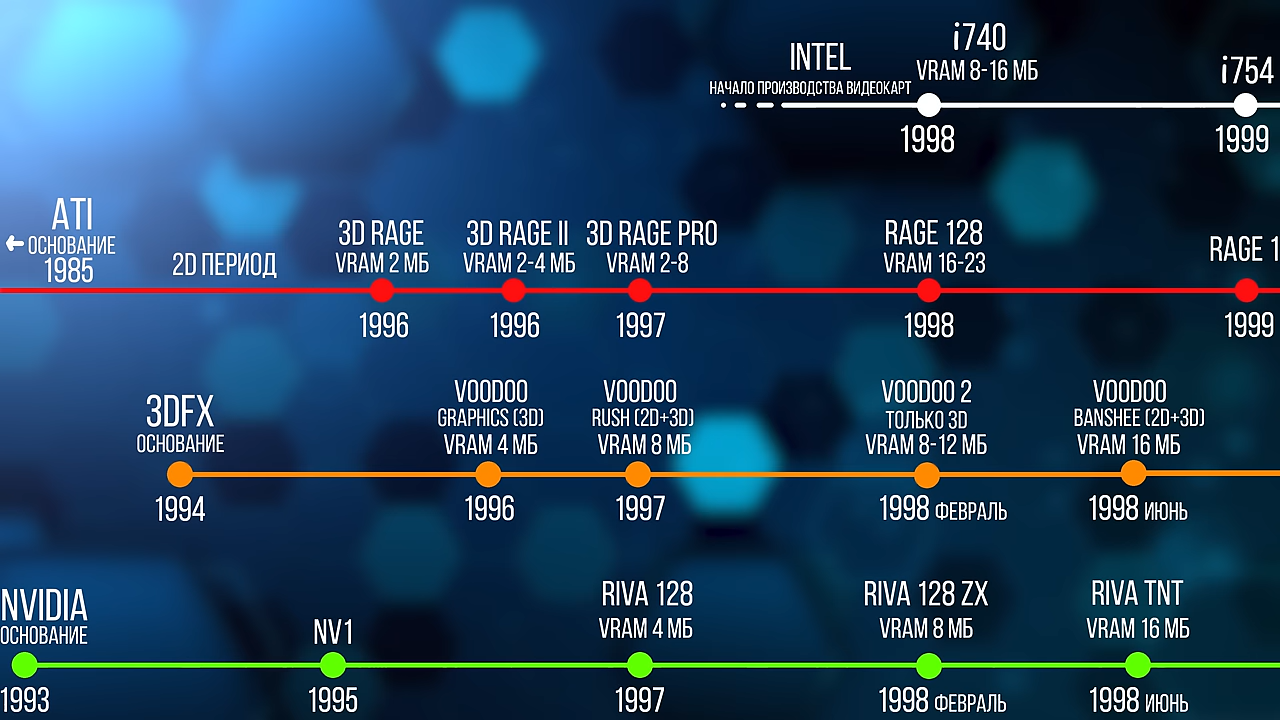 INTEL
НАЧАЛО ПРОИЗВОДСТВА ВИДЕОКАРТ
i740
VRAM 8-16 МБ
i754
1998
1999
ATI
ОСНОВАНИЕ
1985
2D ПЕРИОД
3D RAGE
VRAM 2 МБ
3D RAGE II
VRAM 2-4 МБ
3D RAGE PRO
VRAM 2-8
RAGE 128
VRAM 16-23
RAGE 1
1996
1996
1997
1998
1999
3DFX
ОСНОВАНИЕ
VOODOO
GRAPHICS (3D)
VRAM 4 МБ
VOODOO
RUSH (2D+3D)
VRAM 8 МБ
VOODOO 2
ТОЛЬКО 3D
VRAM 8-12 МБ
VOODOO
BANSHEE (2D+3D)
VRAM 16 МБ
1994
1996
1997
1998 ФЕВРАЛЬ
1998 ИЮНЬ
NVIDIA
ОСНОВАНИЕ
NV1
RIVA 128
VRAM 4 МБ
RIVA 128 ZX
VRAM 8 МБ
RIVA TNT
VRAM 16 МБ
1993
1995
1997
1998 ФЕВРАЛЬ
1998 ИЮНЬ